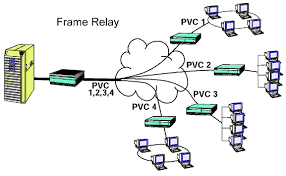 Frame Relay
PVC 1
PVC 2
PVC
1,2,3,4
PVC 3
PVC 4